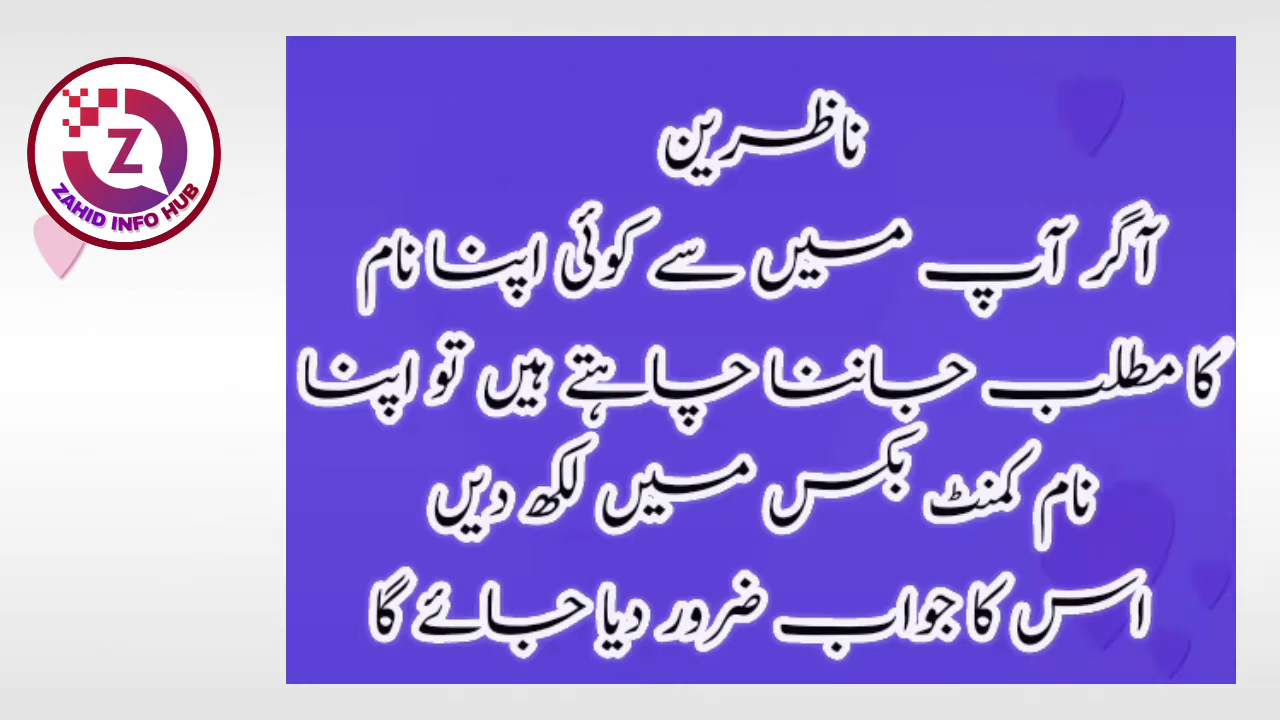 Z
ZAHID INFO HUB
ناظرین
آگر آپ میں سے کوئی اپنا نام
کا مطلب جاننا چاہتے ہیں تو اپنا
نام کمنٹ بکس میں لکھ دیں
اس کا جواب ضرور دیا جائے گا